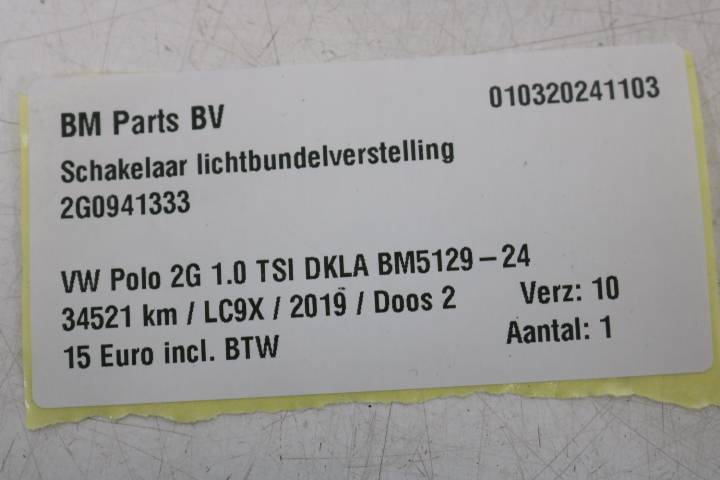 BM Parts BV 010320241103
Schakelaar lichtbundelverstelling
2G0941333
VW Polo 2G 1.0 TSI DKLA BM5129-24
34521 km / LC9X / 2019 / Doos 2 Verz: 10
15 Euro incl. BTW Aantal: 1